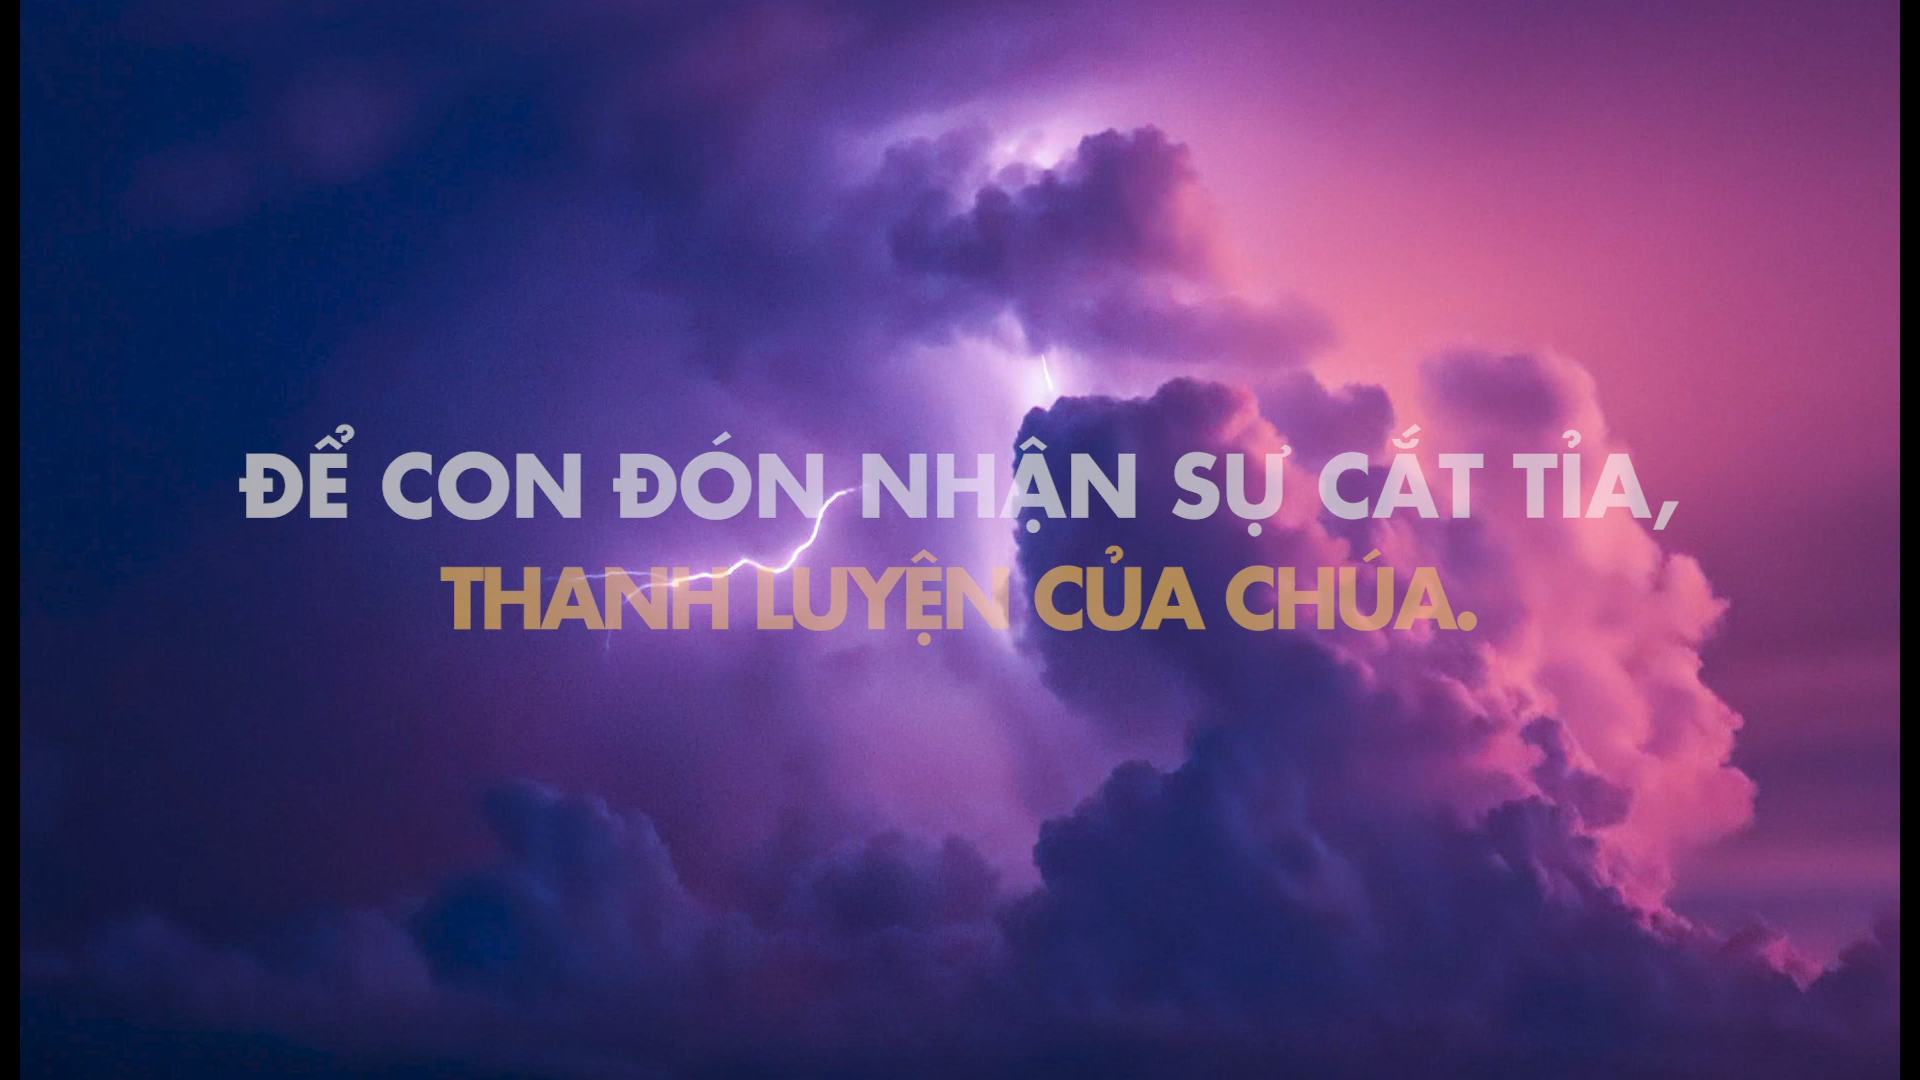 ĐỂ CON ĐÓN NHẬN SỰ CẮT TỈA,
THANH LUYỆN CỦA CHÚA.